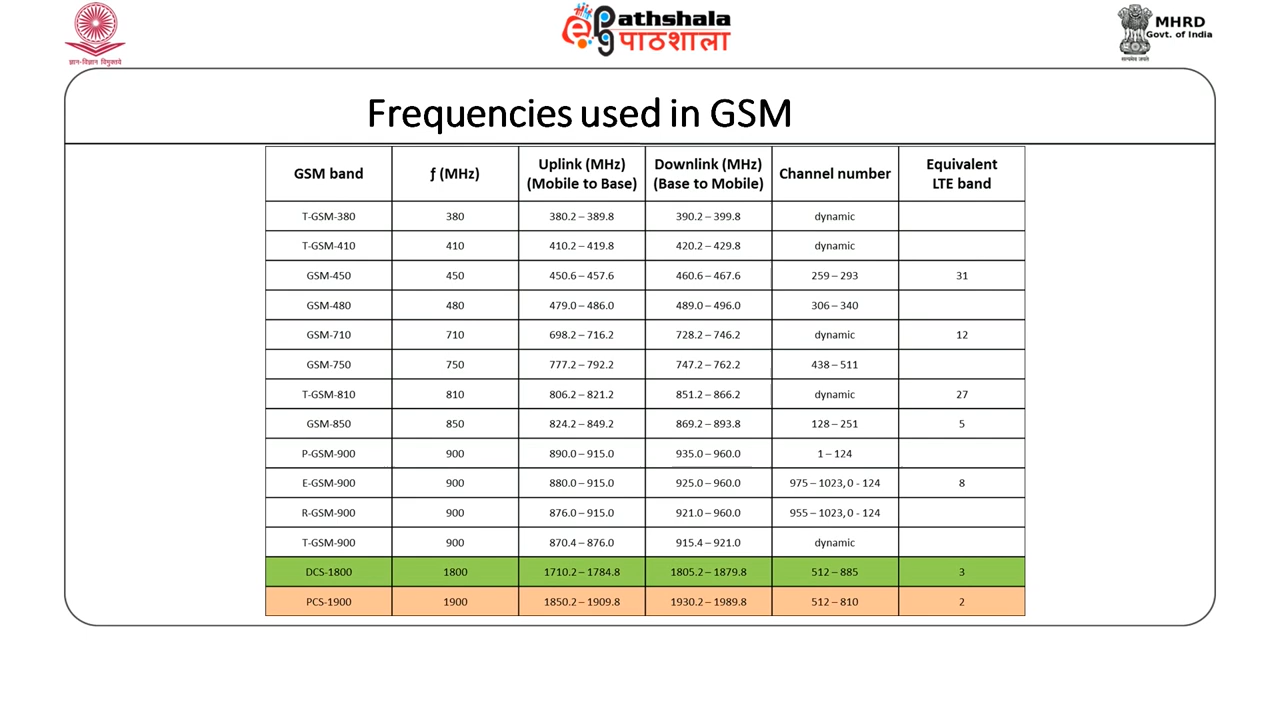 ज्ञान-विज्ञान विमुक्तये
ePG Pathshala
पाठशाला
MHRD
Govt. of India
सत्यमेव जयते
Frequencies used in GSM
GSM band ƒ (MHz) Uplink (MHz) (Mobile to Base) Downlink (MHz) (Base to Mobile) Channel number Equivalent LTE band
T-GSM-380 380 380.2 – 389.8 390.2 – 399.8 dynamic
T-GSM-410 410 410.2 – 419.8 420.2 – 429.8 dynamic
GSM-450 450 450.6 – 457.6 460.6 – 467.6 259 – 293 31
GSM-480 480 479.0 – 486.0 489.0 – 496.0 306 – 340
GSM-710 710 698.2 – 716.2 728.2 – 746.2 dynamic 12
GSM-750 750 777.2 – 792.2 747.2 – 762.2 438 – 511
T-GSM-810 810 806.2 – 821.2 851.2 – 866.2 dynamic 27
GSM-850 850 824.2 – 849.2 869.2 – 893.8 128 – 251 5
P-GSM-900 900 890.0 – 915.0 935.0 – 960.0 1 – 124
E-GSM-900 900 880.0 – 915.0 925.0 – 960.0 975 – 1023, 0 - 124 8
R-GSM-900 900 876.0 – 915.0 921.0 – 960.0 955 – 1023, 0 - 124
T-GSM-900 900 870.4 – 876.0 915.4 – 921.0 dynamic
DCS-1800 1800 1710.2 – 1784.8 1805.2 – 1879.8 512 – 885 3
PCS-1900 1900 1850.2 – 1909.8 1930.2 – 1989.8 512 – 810 2